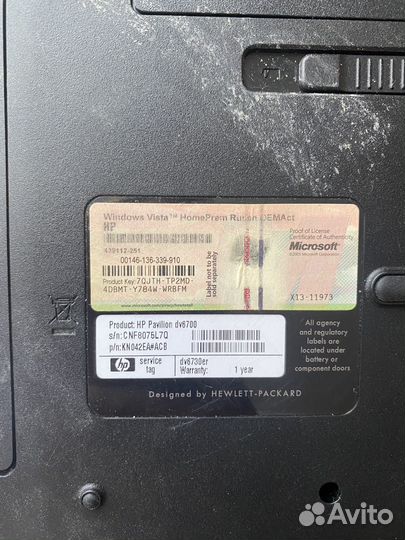 Windows Vista™ HomePrem Russn OEMAct
HP
439112-251
00146-136-339-910
Product Key: 7QJTH-TP2MD-
4DBMT-Y7B4W-WRBFM
Label not to be
sold separately
Proof of License
Certificate of Authenticity
Microsoft®
X13-11973
Product: HP Pavilion dv6700
s/n: CNF8075L7Q
p/n: KN042EA#ACB
hp
service
tag
dv6730er
Warranty:
1 year
All agency
and regulatory
labels are
located under
battery or
component doors
Designed by HEWLETT-PACKARD
Avito